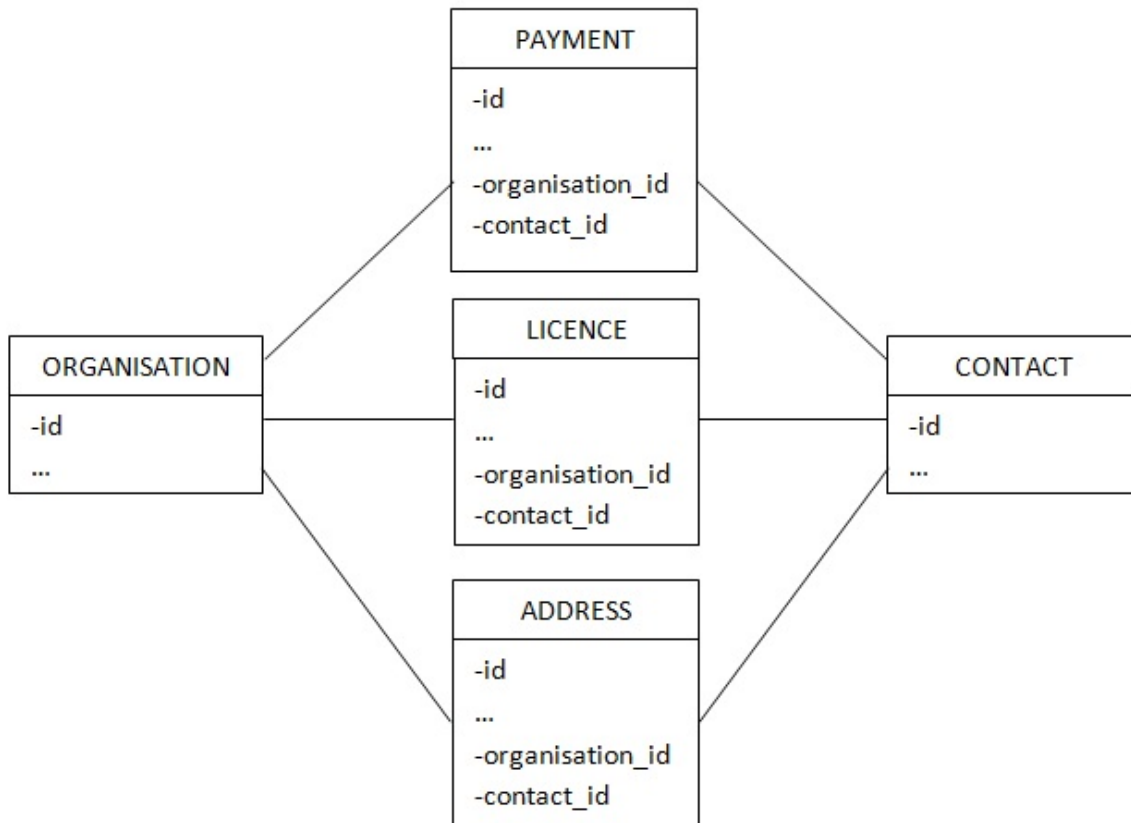 PAYMENT
-id
...
-organisation_id
-contact_id
ORGANISATION
-id
...
LICENCE
-id
...
-organisation_id
-contact_id
CONTACT
-id
...
ADDRESS
-id
...
-organisation_id
-contact_id